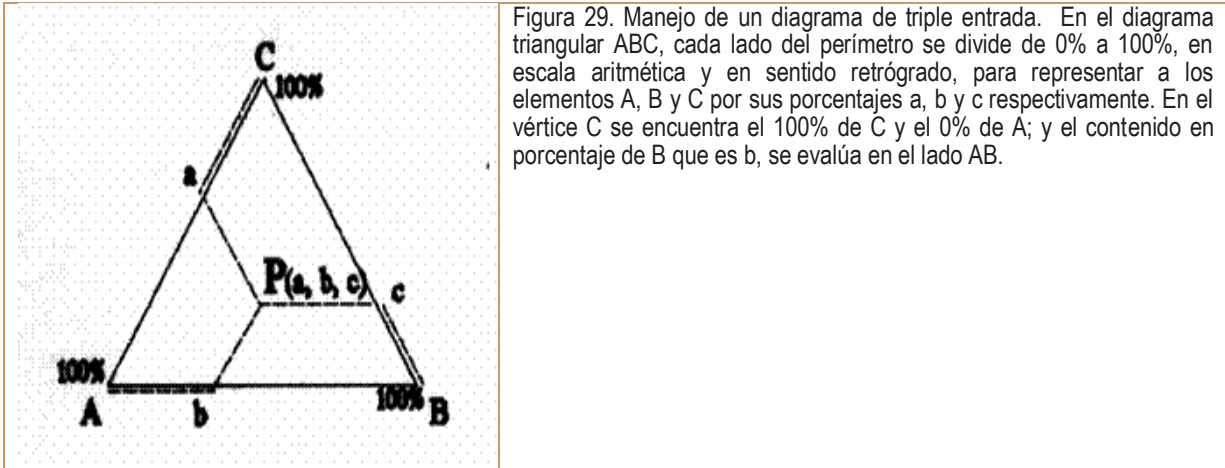 C
100%
a
P(a, b, c)
c
100%
A
b
100%
B
Figura 29. Manejo de un diagrama de triple entrada. En el diagrama
triangular ABC, cada lado del perímetro se divide de 0% a 100%, en
escala aritmética y en sentido retrógrado, para representar a los
elementos A, B y C por sus porcentajes a, b y c respectivamente. En el
vértice C se encuentra el 100% de C y el 0% de A; y el contenido en
porcentaje de B que es b, se evalúa en el lado AB.